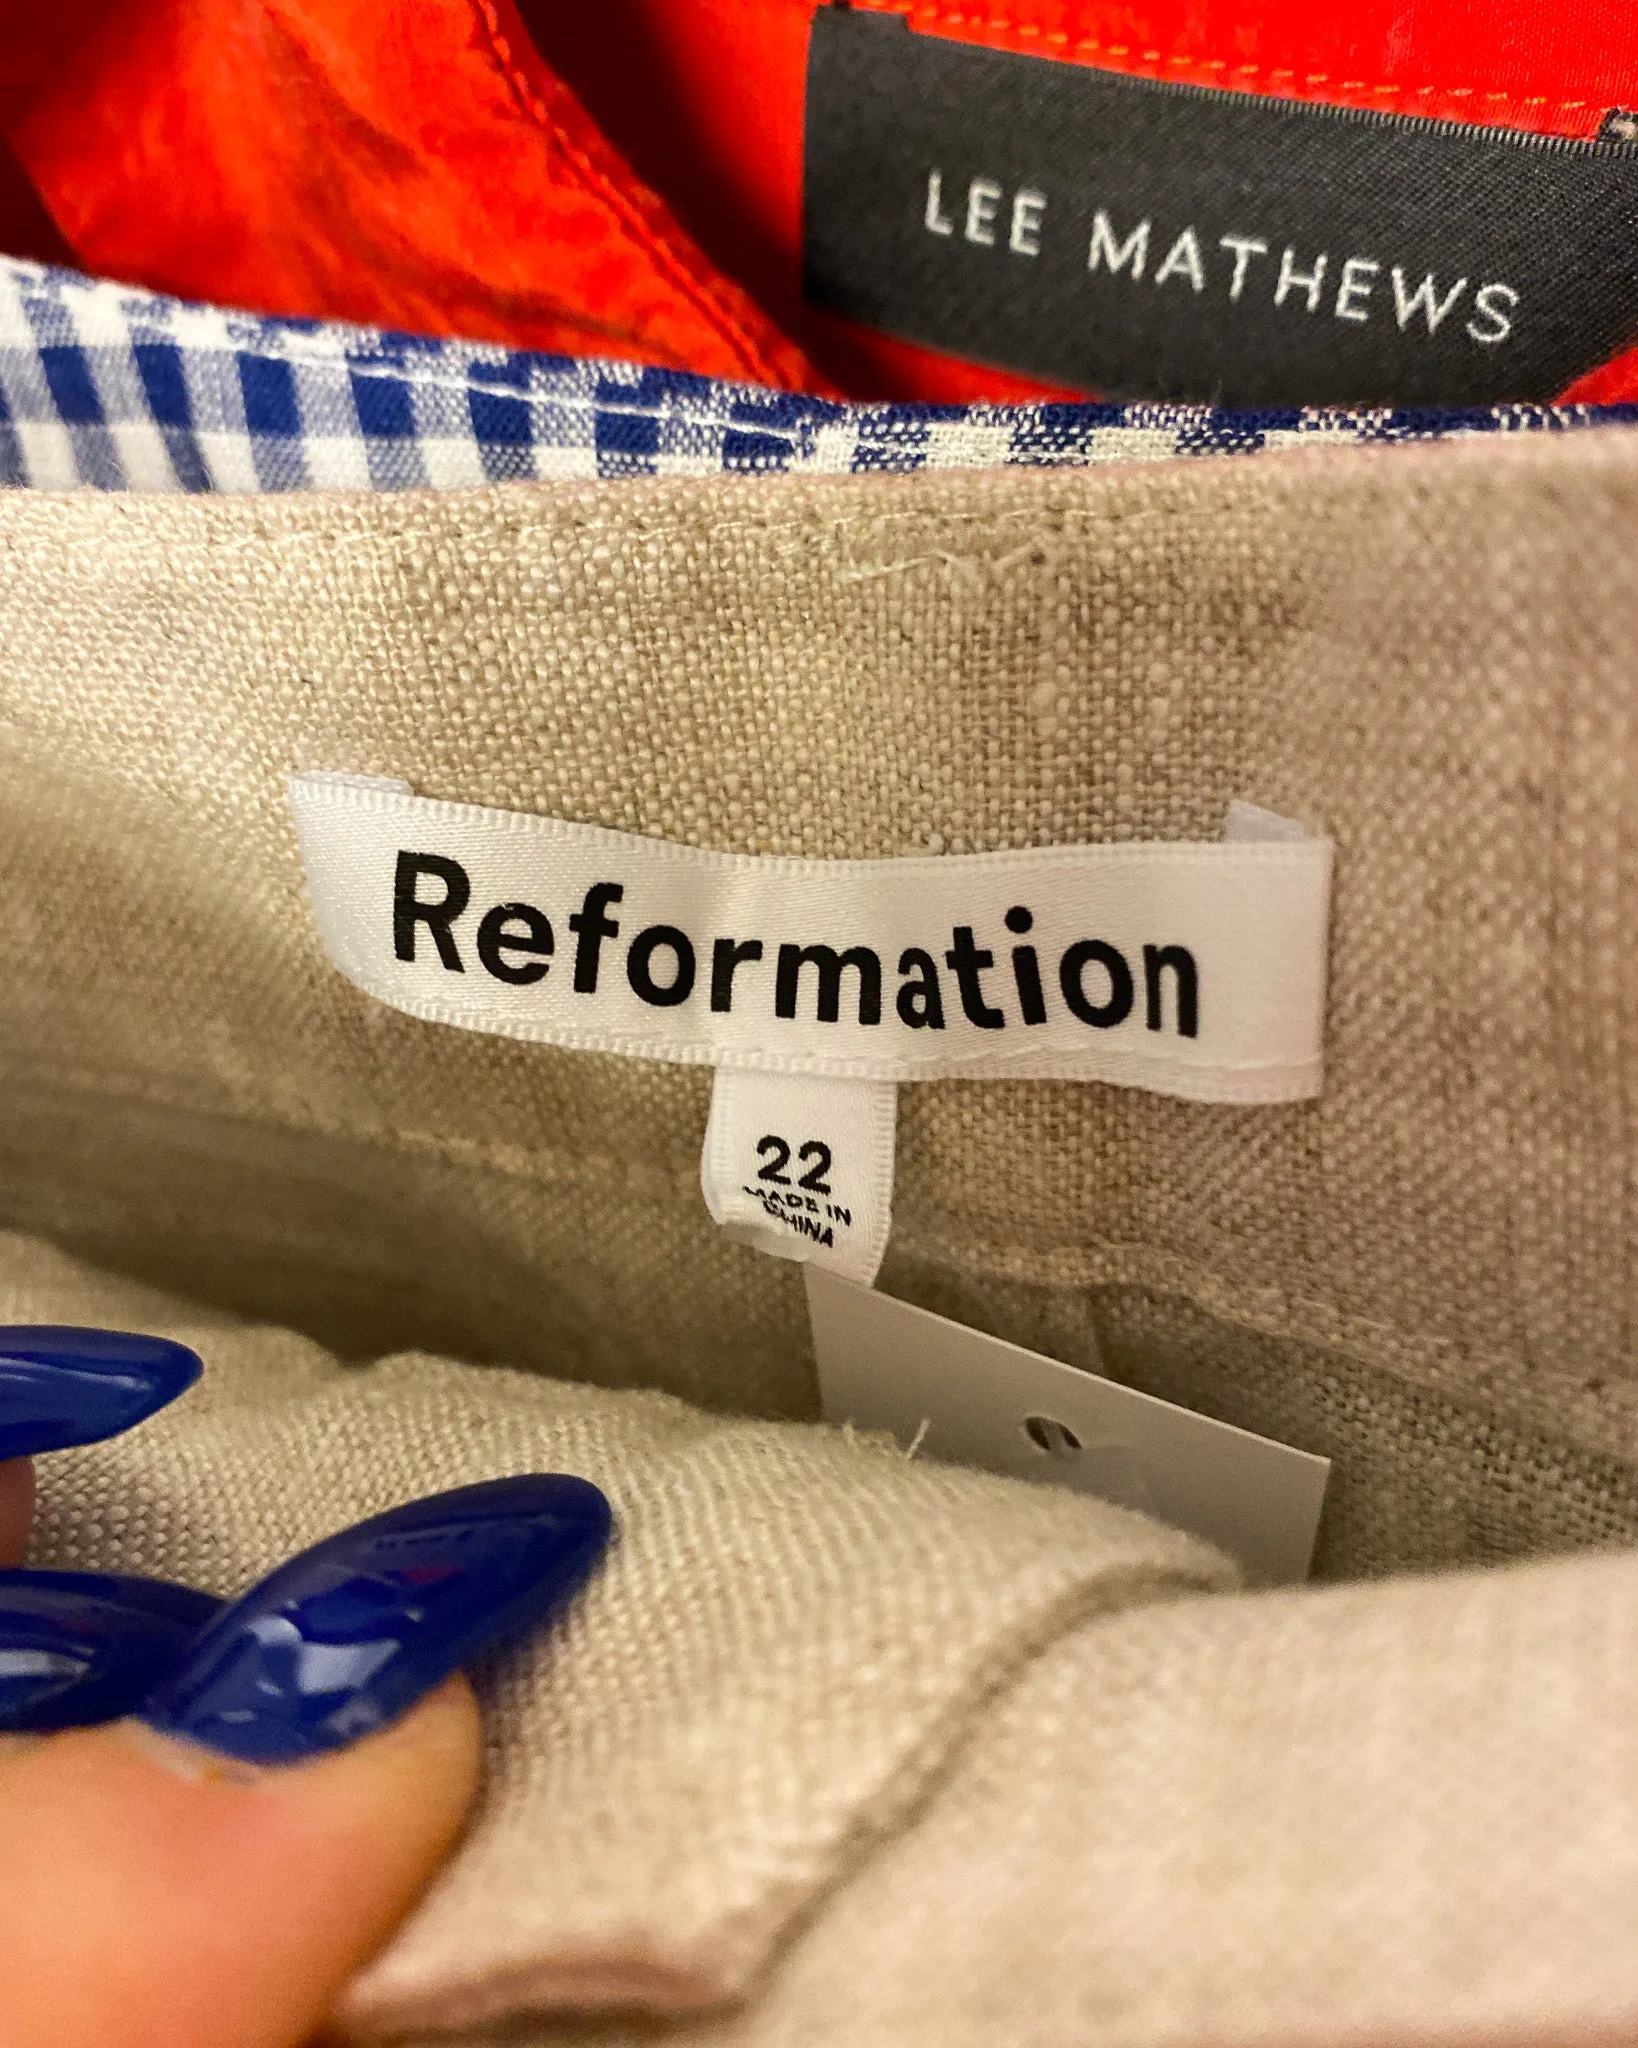 LEE MATHEWS
Reformation
22
MADE IN
CHINA